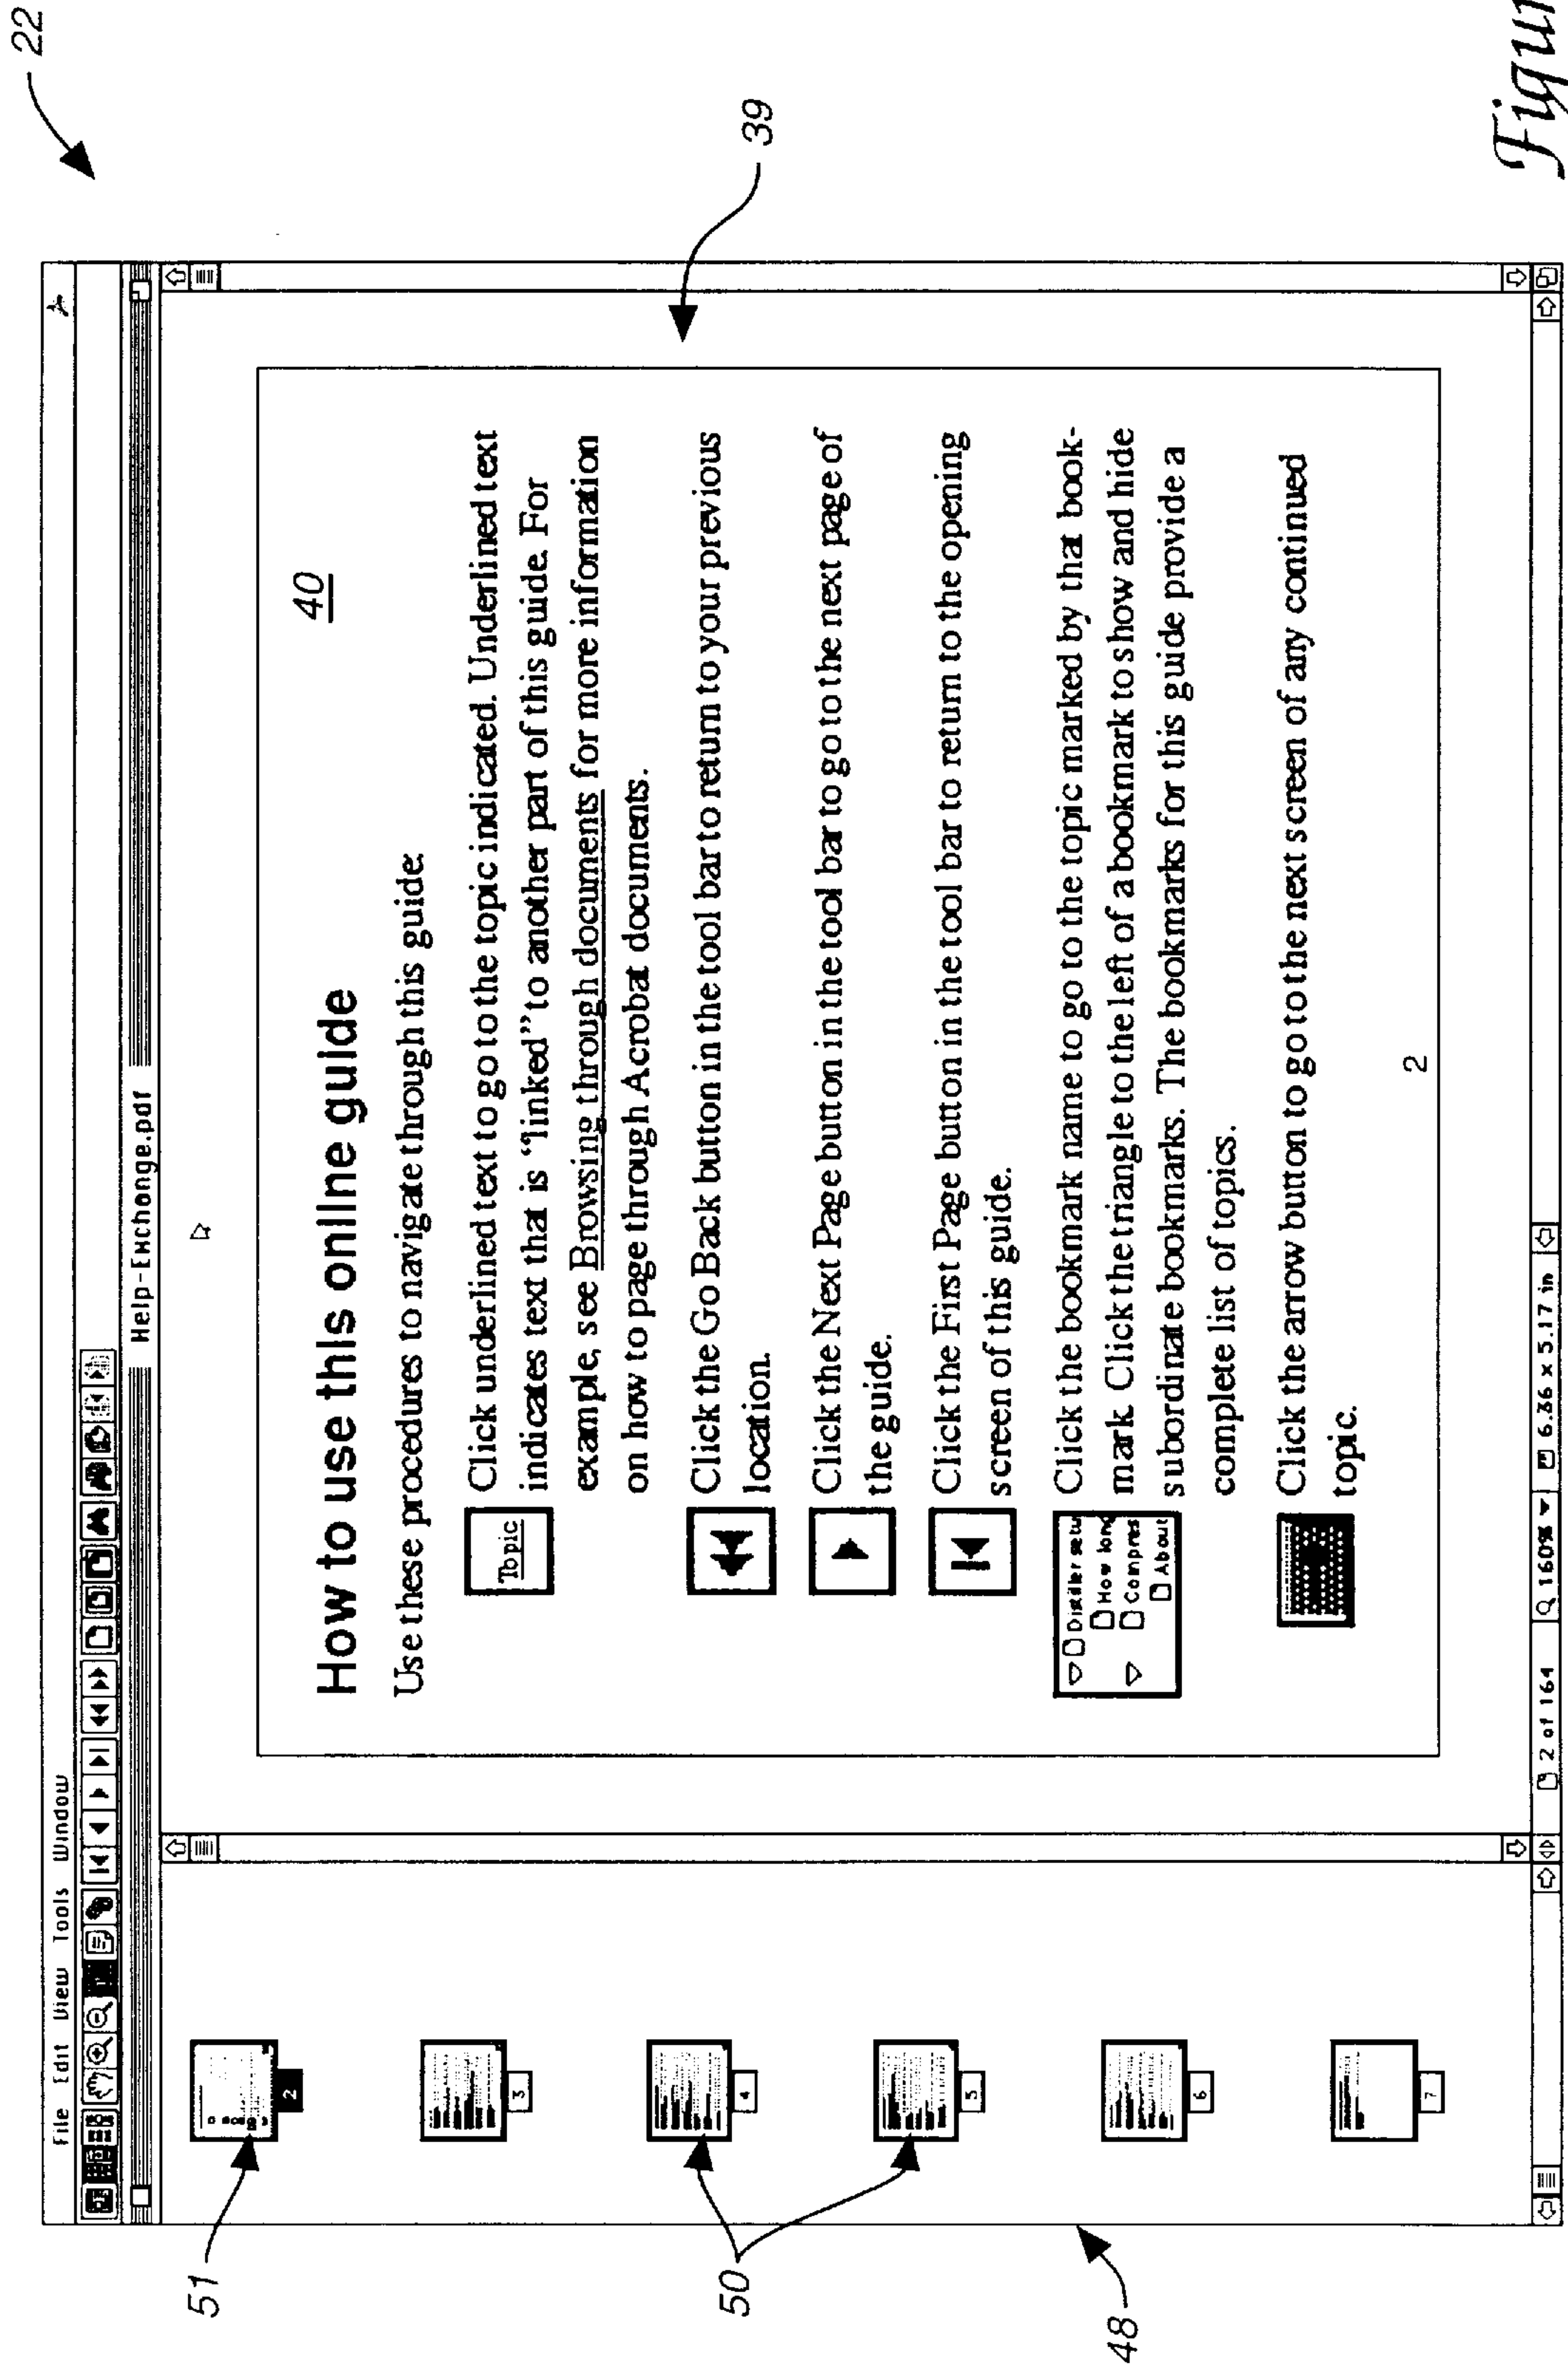 22
File Edit View Tools Window
Help-Exchange.pdf
51
50
48
39
2
3
4
5
6
7
40
How to use this online guide
Use these procedures to navigate through this guide:
Topic
Click underlined text to go to the topic indicated. Underlined text
indicates text that is "linked" to another part of this guide. For
example, see Browsing through documents for more information
on how to page through Acrobat documents.
Click the Go Back button in the tool bar to return to your previous
location.
Click the Next Page button in the tool bar to go to the next page of
the guide.
Click the First Page button in the tool bar to return to the opening
screen of this guide.
Distiller setu
How long
Compres
About
Click the bookmark name to go to the topic marked by that book-
mark. Click the triangle to the left of a bookmark to show and hide
subordinate bookmarks. The bookmarks for this guide provide a
complete list of topics.
Click the arrow button to go to the next screen of any continued
topic.
2
2 of 164 160% 6.36 x 5.17 in
Figur